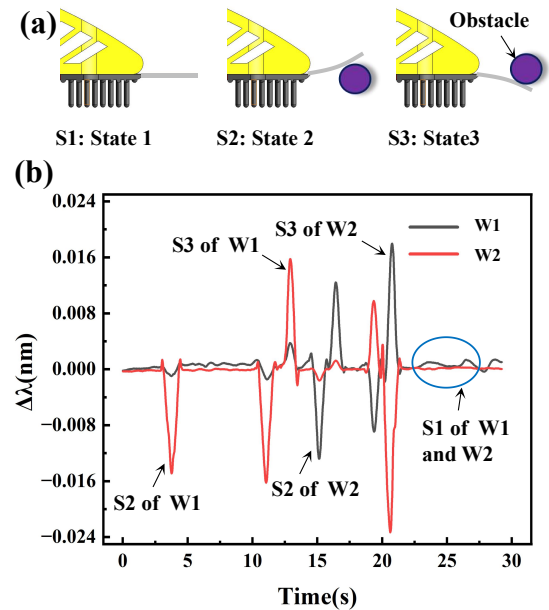 (a)
Obstacle
S1: State 1
S2: State 2
S3: State3
(b)
0.024
0.016
0.008
0.000
−0.008
−0.016
−0.024
Δλ(nm)
S3 of W1
S3 of W2
W1
W2
S2 of W1
S2 of W2
S1 of W1
and W2
0 5 10 15 20 25 30
Time(s)